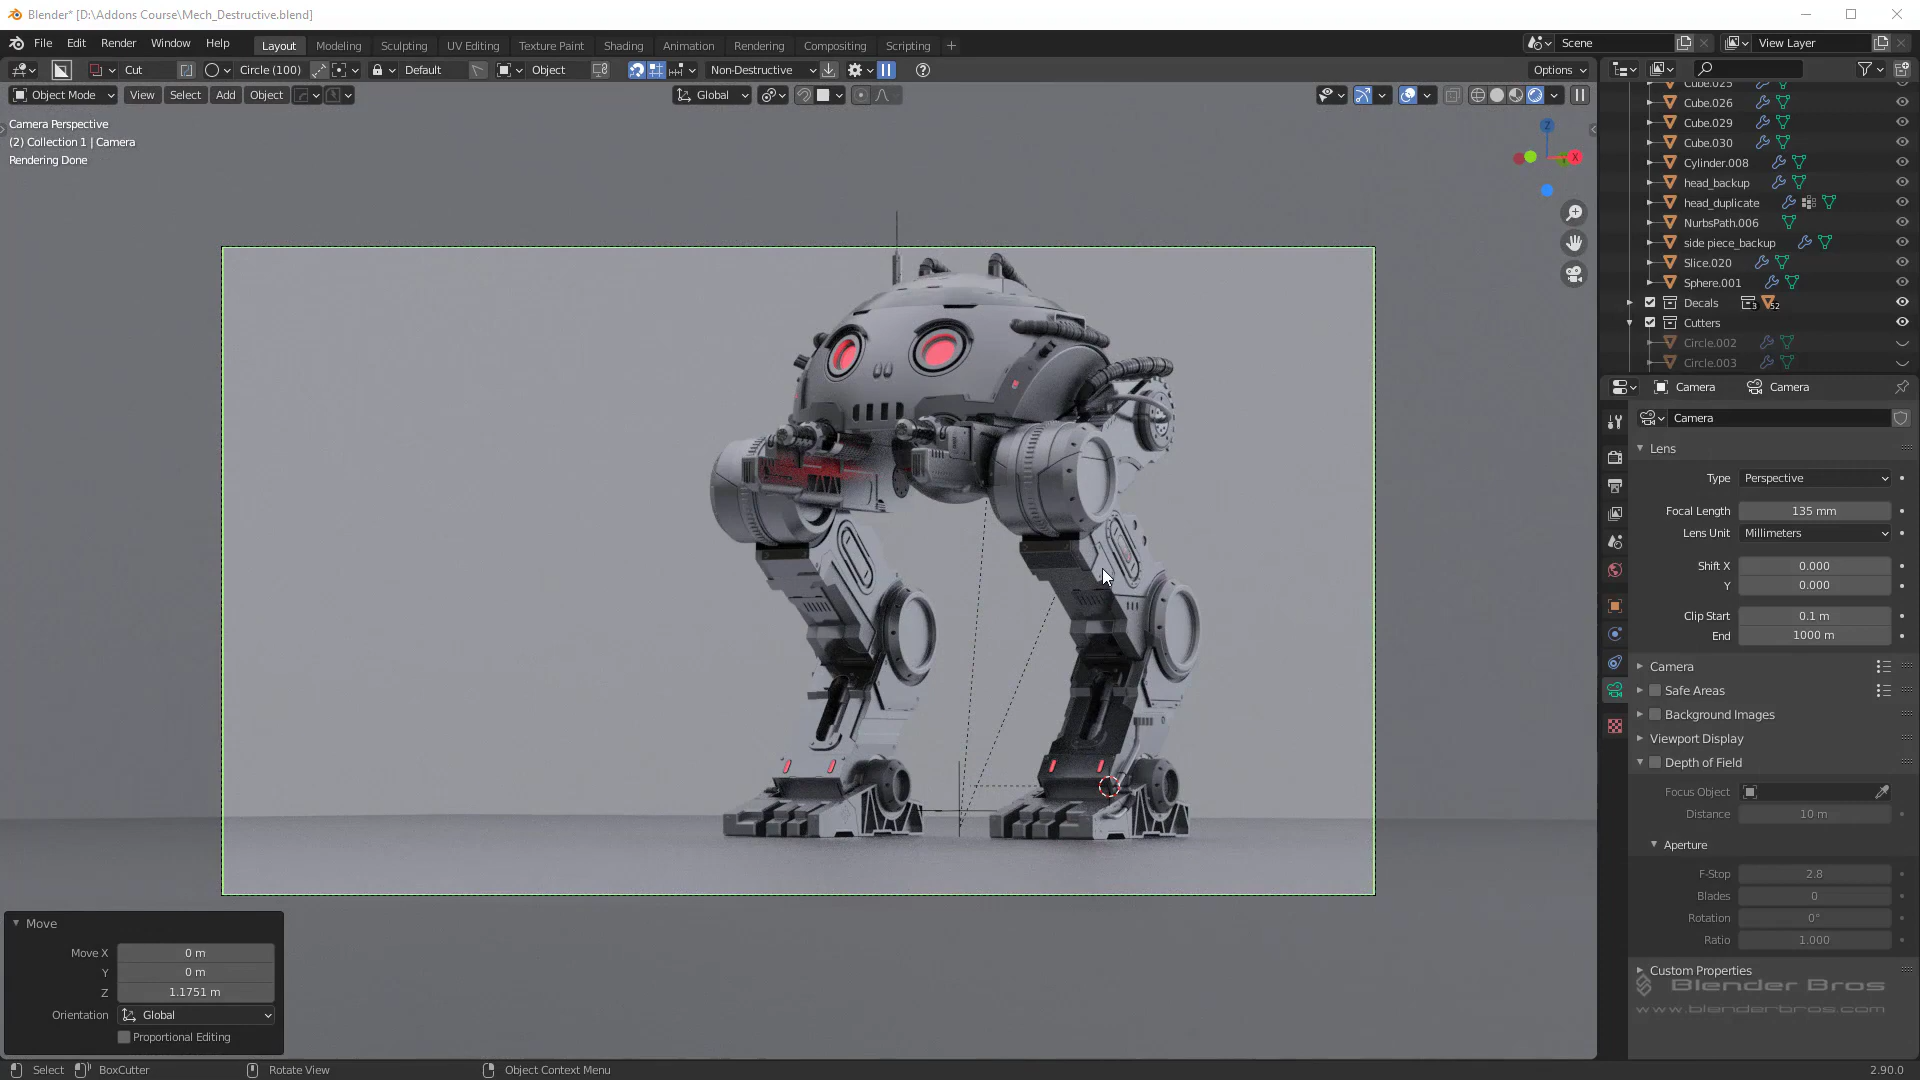 Blender* [D:\Addons Course\Mech_Destructive.blend]
File Edit Render Window Help
Layout Modeling Sculpting UV Editing Texture Paint Shading Animation Rendering Compositing Scripting +
Scene
View Layer
Cut
Circle (100)
Default
Object
Non-Destructive
Options
Object Mode View Select Add Object
Global
Camera Perspective
(2) Collection 1 | Camera
Rendering Done
Z
X
Cube.025
Cube.026
Cube.029
Cube.030
Cylinder.008
head_backup
head_duplicate
NurbsPath.006
side piece_backup
Slice.020
Sphere.001
Decals 3 52
Cutters
Circle.002
Circle.003
Camera Camera
Camera
Lens
Type Perspective
Focal Length 135 mm
Lens Unit Millimeters
Shift X 0.000
Y 0.000
Clip Start 0.1 m
End 1000 m
Camera
Safe Areas
Background Images
Viewport Display
Depth of Field
Focus Object
Distance 10 m
Aperture
F-Stop 2.8
Blades 0
Rotation 0°
Ratio 1.000
Custom Properties
Blender Bros
www.blenderbros.com
Move
Move X 0 m
Y 0 m
Z 1.1751 m
Orientation Global
Proportional Editing
Select BoxCutter Rotate View Object Context Menu 2.90.0